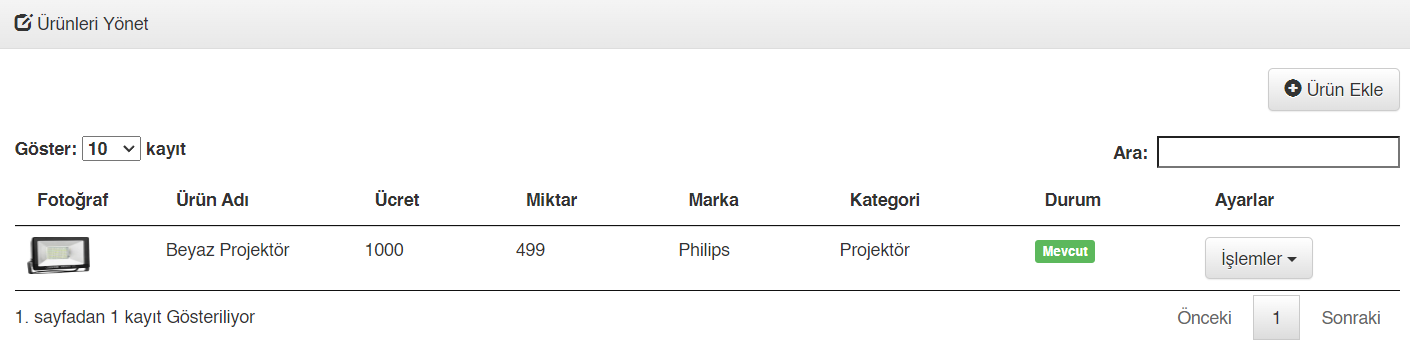 Ürünleri Yönet
Ürün Ekle
Göster: 10 kayıt
Ara:
Fotoğraf Ürün Adı Ücret Miktar Marka Kategori Durum Ayarlar
Beyaz Projektör 1000 499 Philips Projektör Mevcut İşlemler
1. sayfadan 1 kayıt Gösteriliyor
Önceki 1 Sonraki